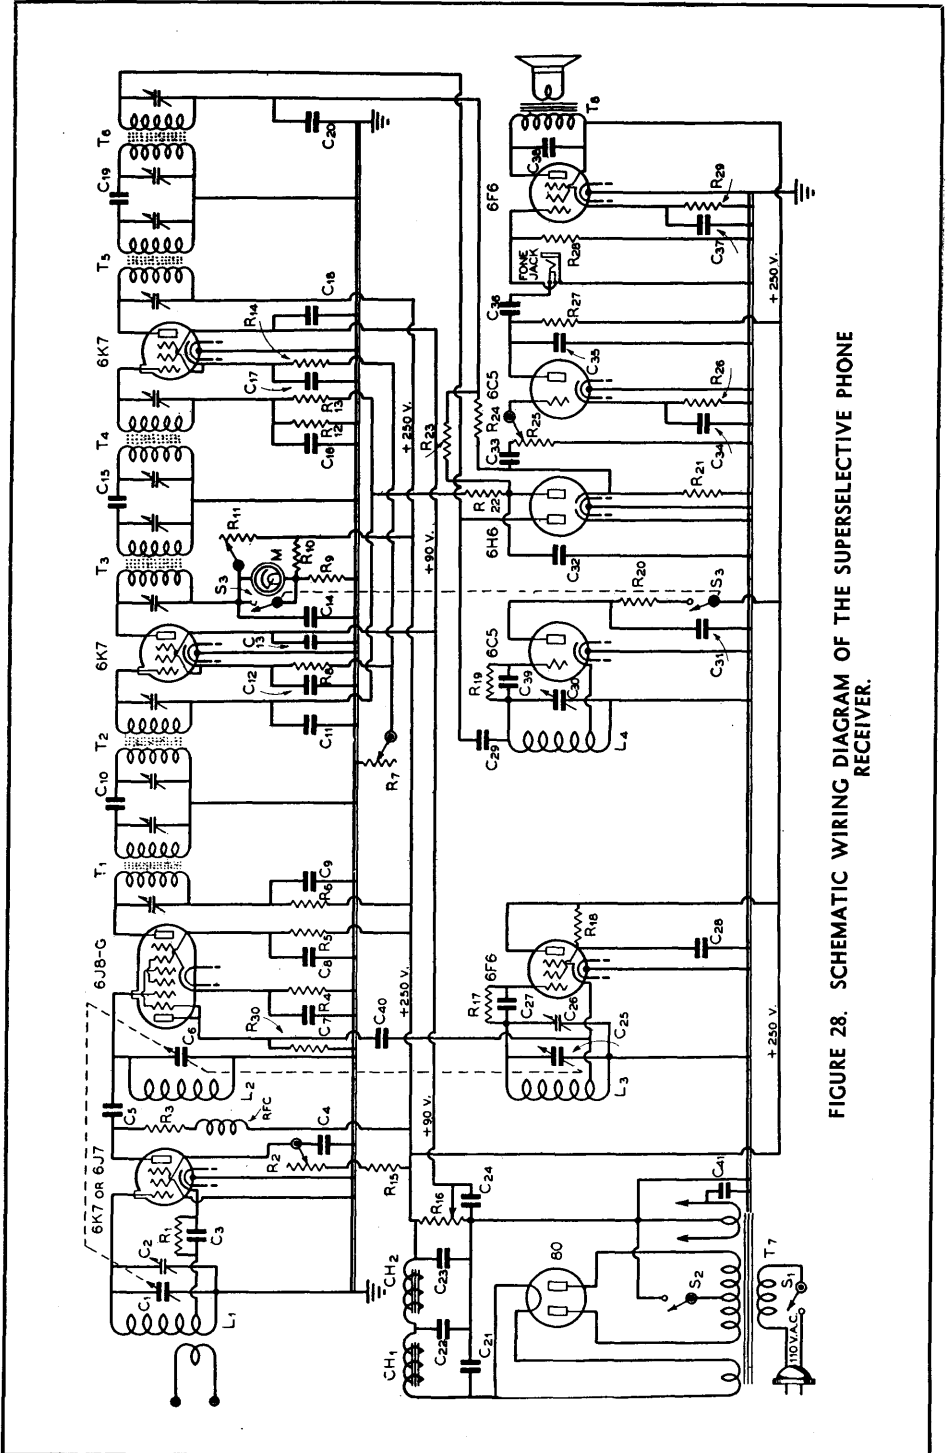 6K7 OR 6J7
C1
C2
R1
C3
L1
C5
R3
RFC
R2
C4
R15
L2
C6
6J8-G
R30
C7
R4
C8
R5
R6
C9
C40
T1
C10
T2
6K7
C11
C12
R8
C13
C14
S3
M
R9
R10
R11
R7
T3
C15
T4
6K7
C16
R12
R13
C17
R14
C18
T5
C19
T6
C20
+90 V.
+250 V.
+90 V.
+250 V.
CH1
CH2
C22
C23
C21
R16
C24
80
S2
C41
T7
S1
110 V. A.C.
R17
C27
6F6
C26
C25
L3
R18
C28
+250 V.
C29
R19
C39
6C5
C30
L4
C31
R20
S3
C32
6H6
R22
R23
R21
C33
R24
R25
6C5
C34
R26
C35
R27
C36
FONE
JACK
R28
6F6
C37
R29
C38
T8
+250 V.
FIGURE 28. SCHEMATIC WIRING DIAGRAM OF THE SUPERSELECTIVE PHONE
RECEIVER.